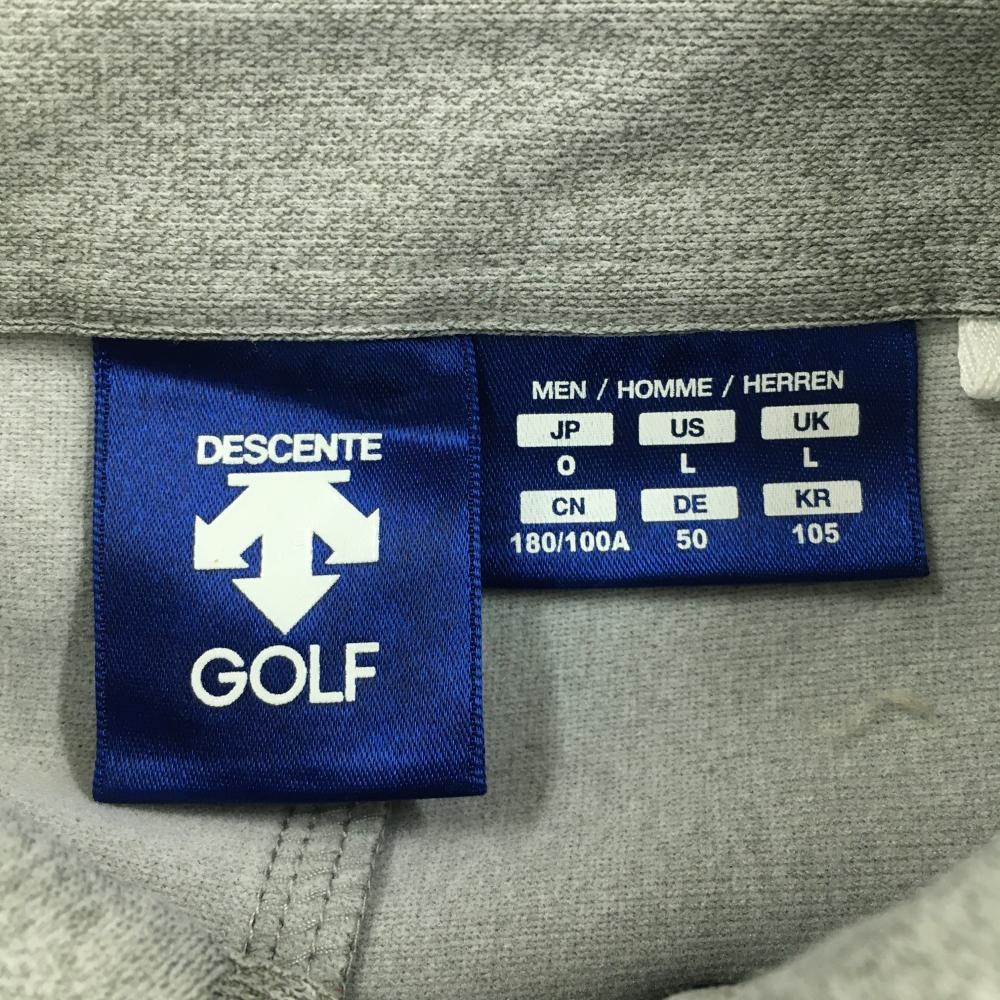 DESCENTE
GOLF
MEN / HOMME / HERREN
JP US UK
O L L
CN DE KR
180/100A 50 105